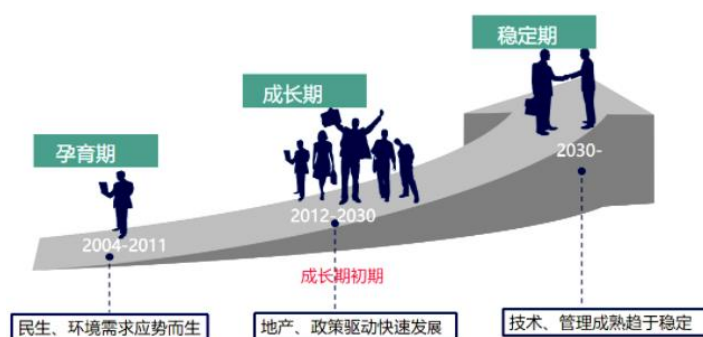 稳定期
成长期
孕育期
2030-
2012-2030
2004-2011
成长期初期
民生、环境需求应势而生
地产、政策驱动快速发展
技术、管理成熟趋于稳定